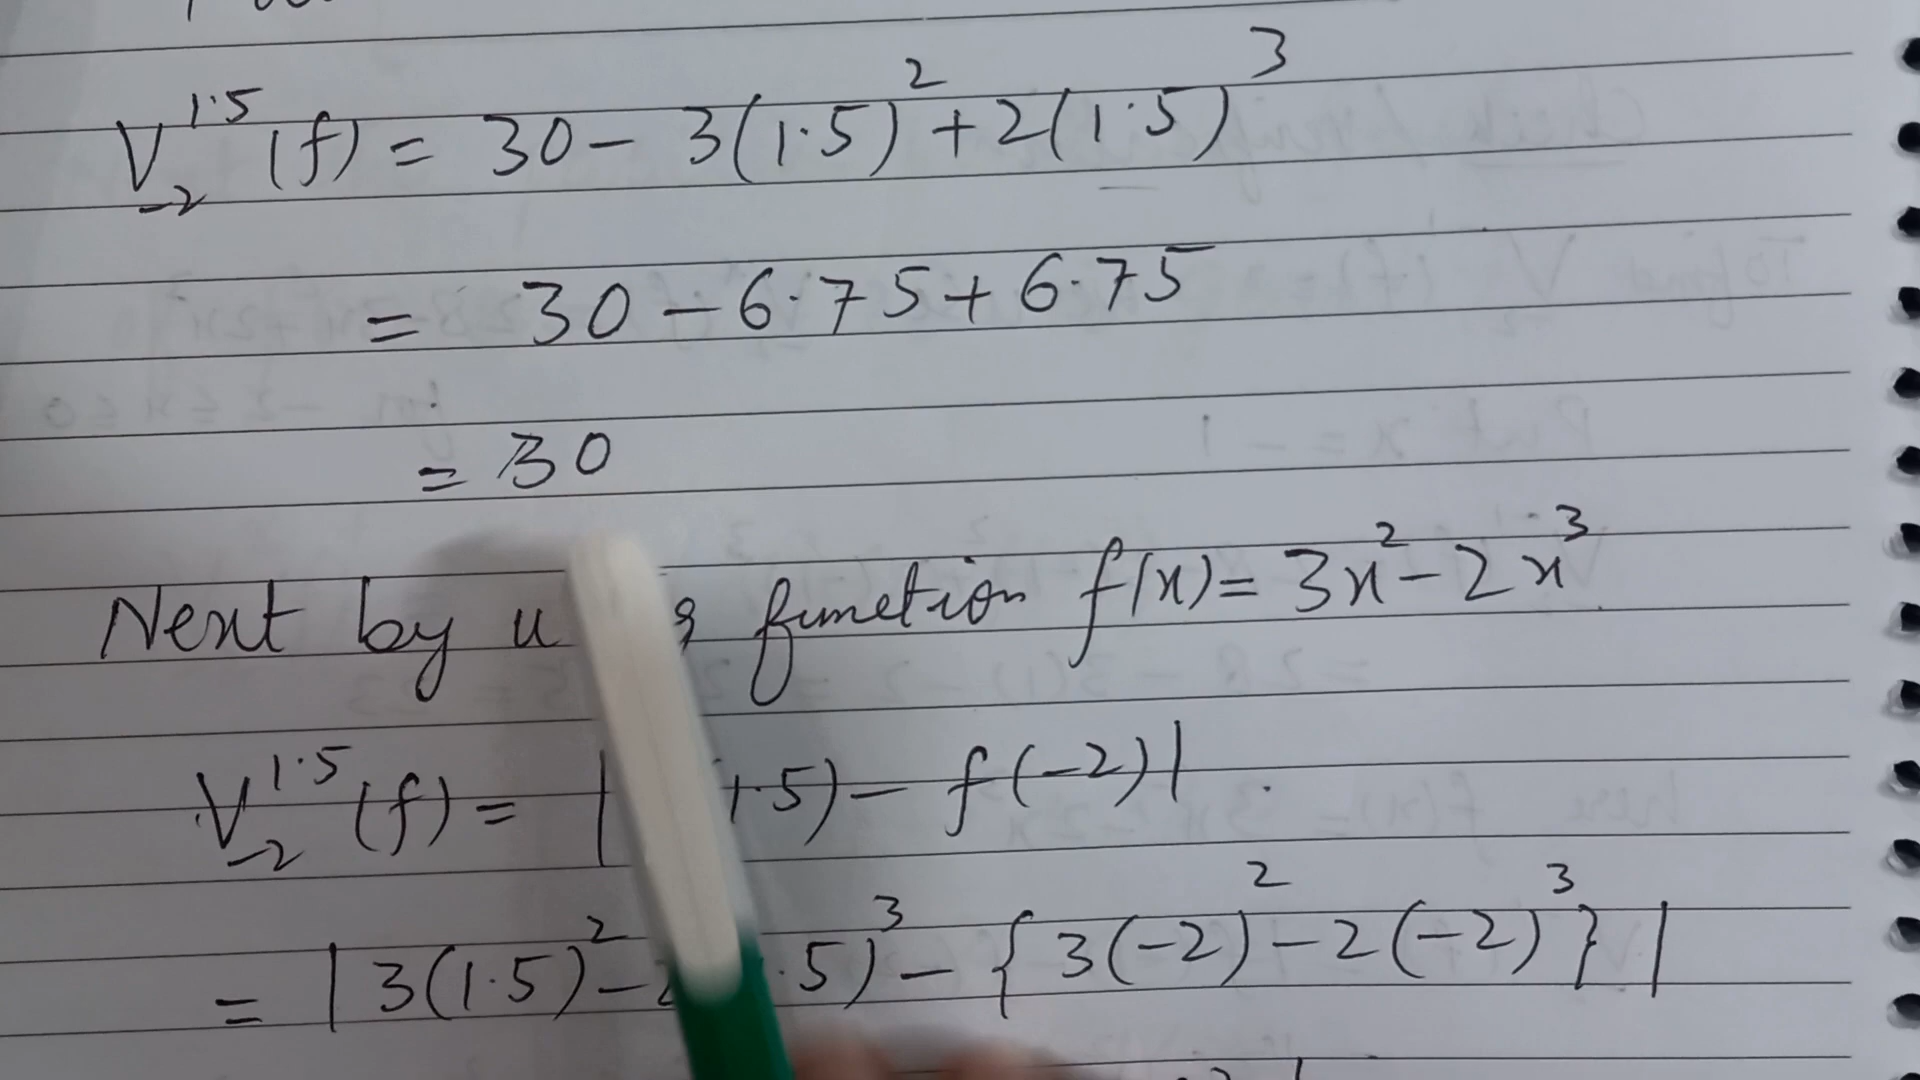 V_{-2}^{1.5} (f) = 30 - 3(1.5)^2 + 2(1.5)^3
= 30 - 6.75 + 6.75
= 30
Next by function f(x) = 3x^2 - 2x^3
V_{-2}^{1.5} (f) = | 1.5) - f(-2)|
= | 3(1.5)^2 - .5)^3 - { 3(-2)^2 - 2(-2)^3 } |